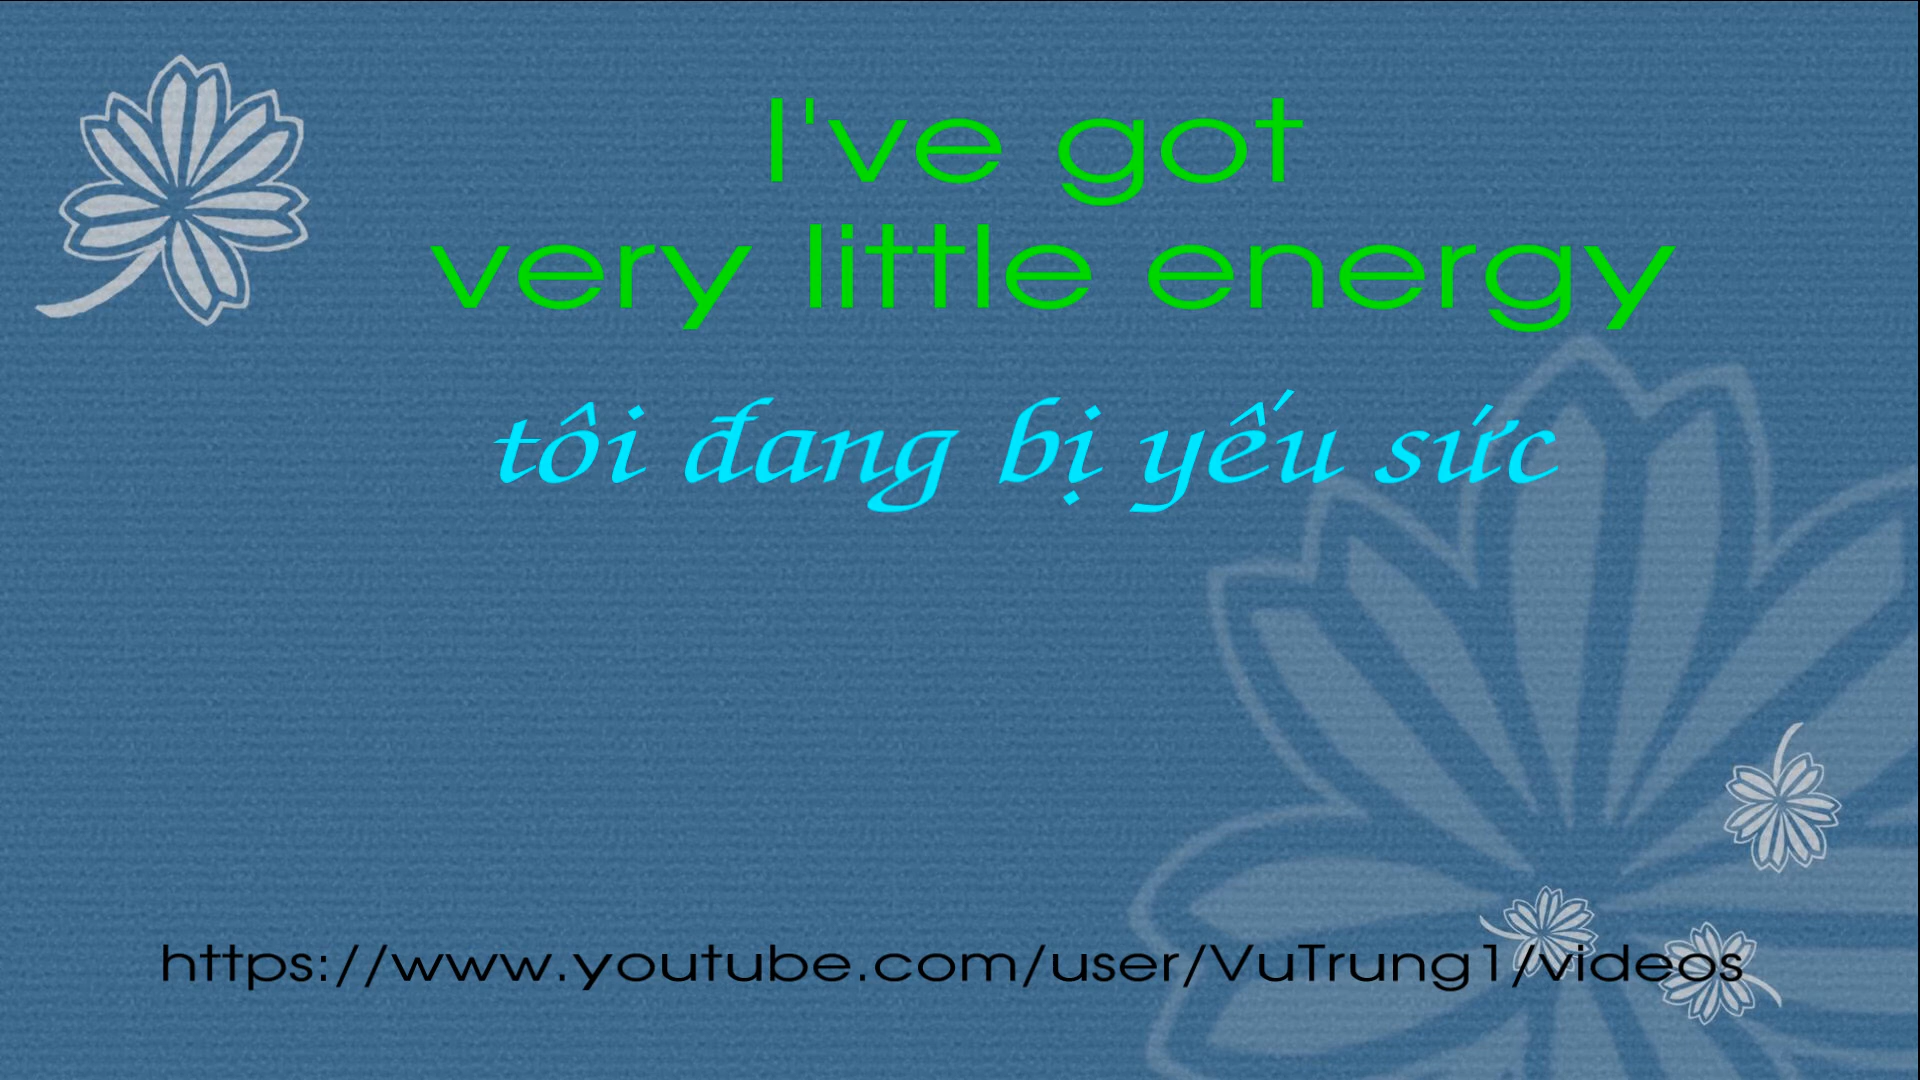 I've got
very little energy
tôi đang bị yếu sức
https://www.youtube.com/user/VuTrung1/videos